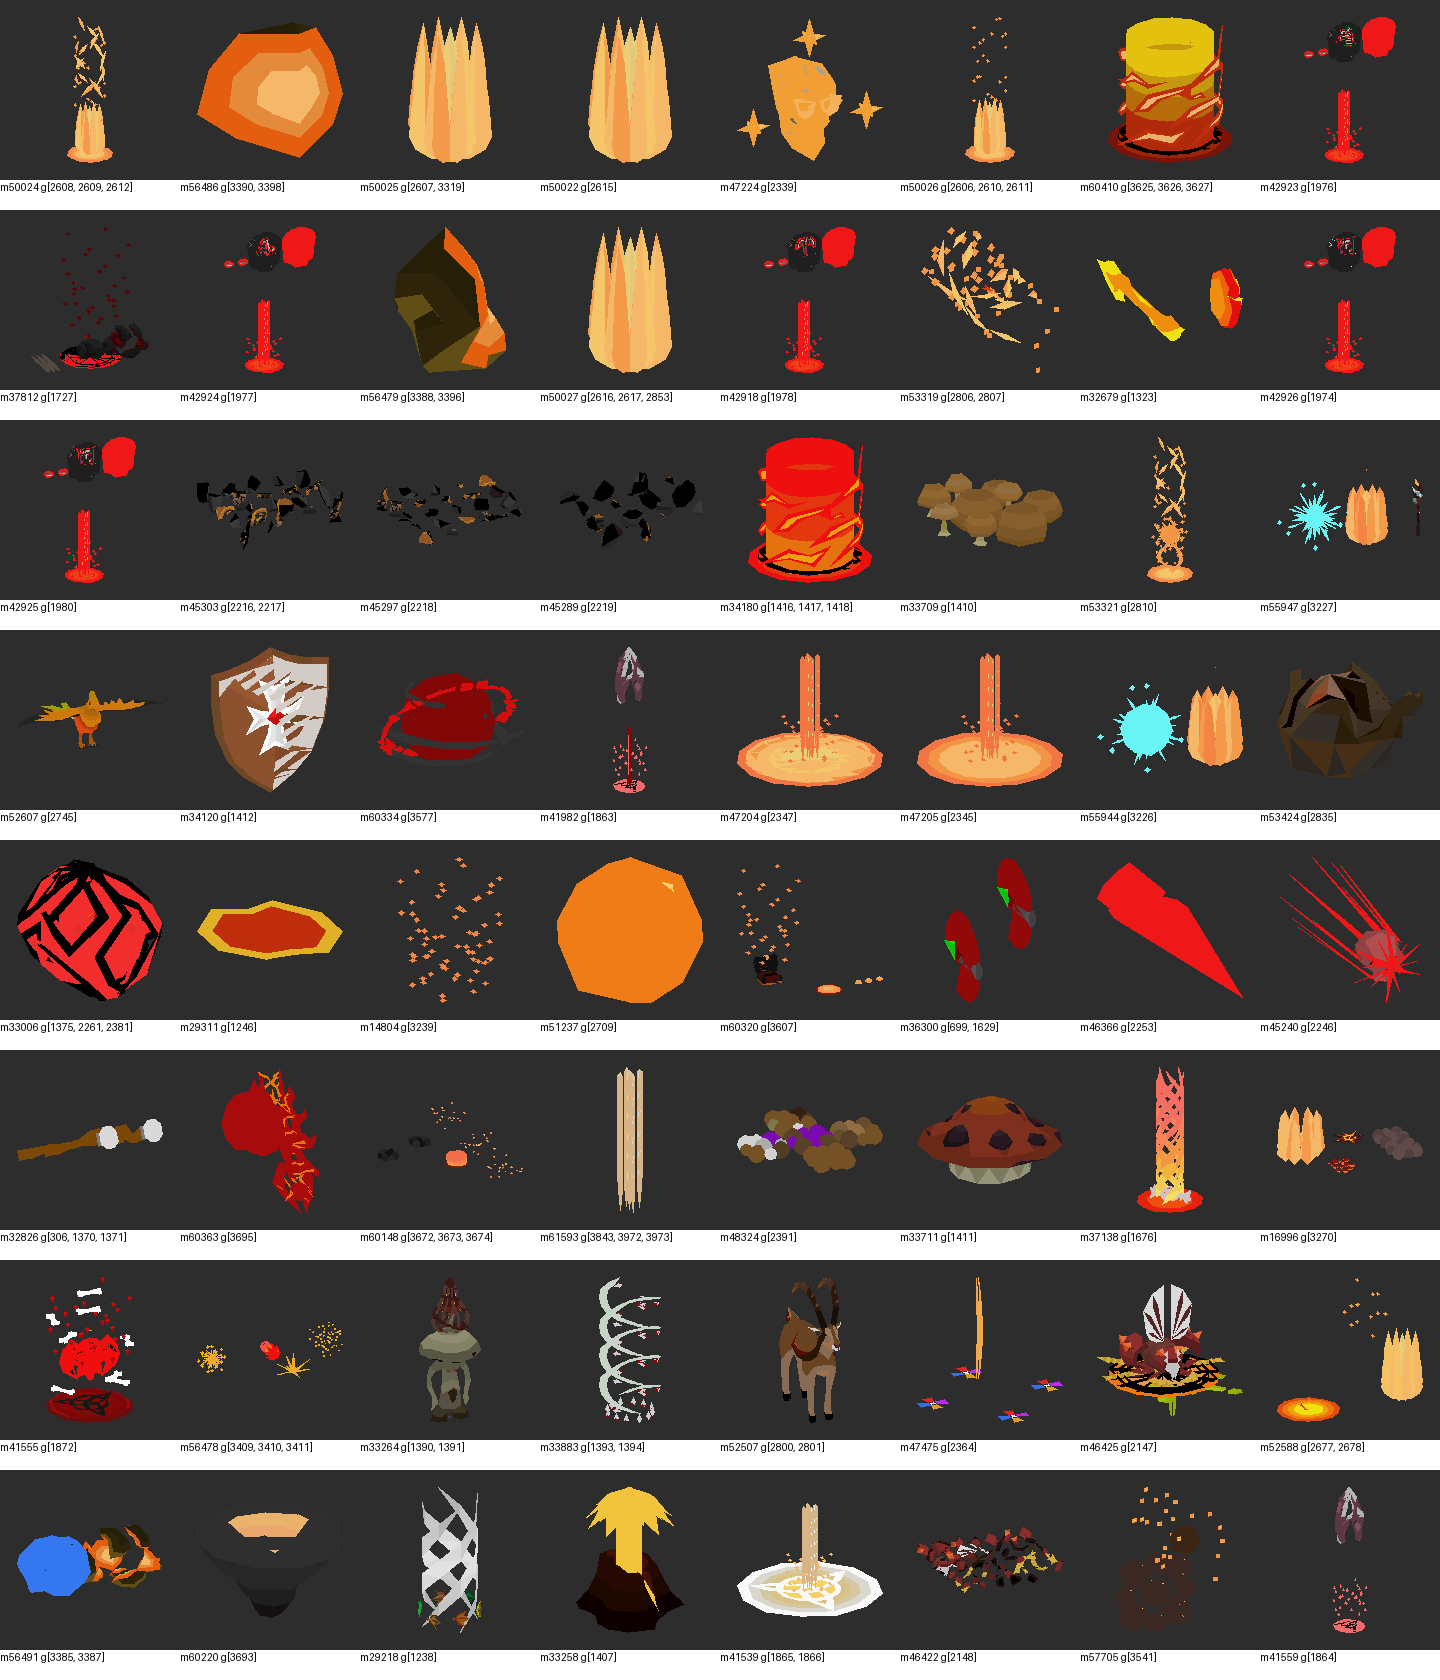 m50024 g[2608, 2609, 2612] m56486 g[3390, 3398] m50025 g[2607, 3319] m50022 g[2615] m47224 g[2339] m50026 g[2606, 2610, 2611] m60410 g[3625, 3626, 3627] m42923 g[1976]
m37812 g[1727] m42924 g[1977] m56479 g[3388, 3396] m50027 g[2616, 2617, 2853] m42918 g[1978] m53319 g[2806, 2807] m32679 g[1323] m42926 g[1974]
m42925 g[1980] m45303 g[2216, 2217] m45297 g[2218] m45289 g[2219] m34180 g[1416, 1417, 1418] m33709 g[1410] m53321 g[2810] m55947 g[3227]
m52607 g[2745] m34120 g[1412] m60334 g[3577] m41982 g[1863] m47204 g[2347] m47205 g[2345] m55944 g[3226] m53424 g[2835]
m33006 g[1375, 2261, 2381] m29311 g[1246] m14804 g[3239] m51237 g[2709] m60320 g[3607] m36300 g[699, 1629] m46366 g[2253] m45240 g[2246]
m32826 g[306, 1370, 1371] m60363 g[3695] m60148 g[3672, 3673, 3674] m61593 g[3843, 3972, 3973] m48324 g[2391] m33711 g[1411] m37138 g[1676] m16996 g[3270]
m41555 g[1872] m56478 g[3409, 3410, 3411] m33264 g[1390, 1391] m33883 g[1393, 1394] m52507 g[2800, 2801] m47475 g[2364] m46425 g[2147] m52588 g[2677, 2678]
m56491 g[3385, 3387] m60220 g[3693] m29218 g[1238] m33258 g[1407] m41539 g[1865, 1866] m46422 g[2148] m57705 g[3541] m41559 g[1864]